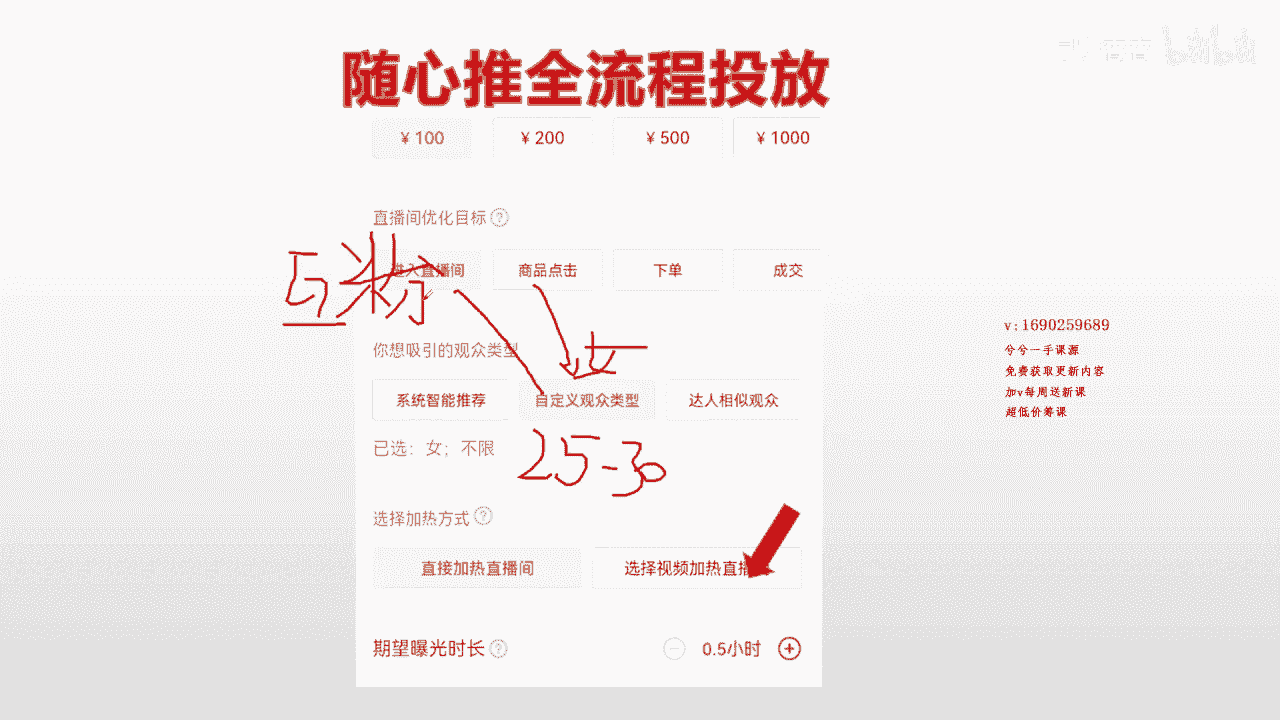 随心推全流程投放
¥ 100 ¥ 200 ¥ 500 ¥ 1000
直播间优化目标 ?
进入直播间 商品点击 下单 成交
你想吸引的观众类型
女
系统智能推荐 自定义观众类型 达人相似观众
已选: 女; 不限
25-30
选择加热方式 ?
直接加热直播间 选择视频加热直播
期望曝光时长 ? 0.5小时
v:1690259689
兮兮一手课源
免费获取更新内容
加v每周送新课
超低价筹课
bilibili